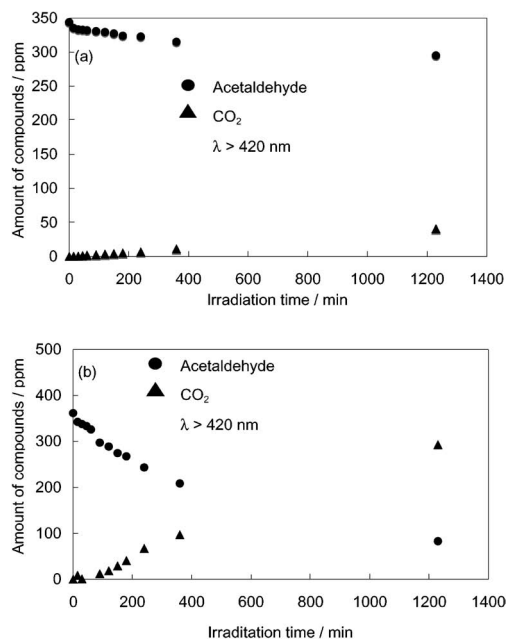 350
300
250
200
150
100
50
0
(a)
Acetaldehyde
CO₂
λ > 420 nm
Amount of compounds / ppm
0 200 400 600 800 1000 1200 1400
Irradiation time / min
500
400
300
200
100
0
(b)
Acetaldehyde
CO₂
λ > 420 nm
Amount of compounds / ppm
0 200 400 600 800 1000 1200 1400
Irraditation time / min